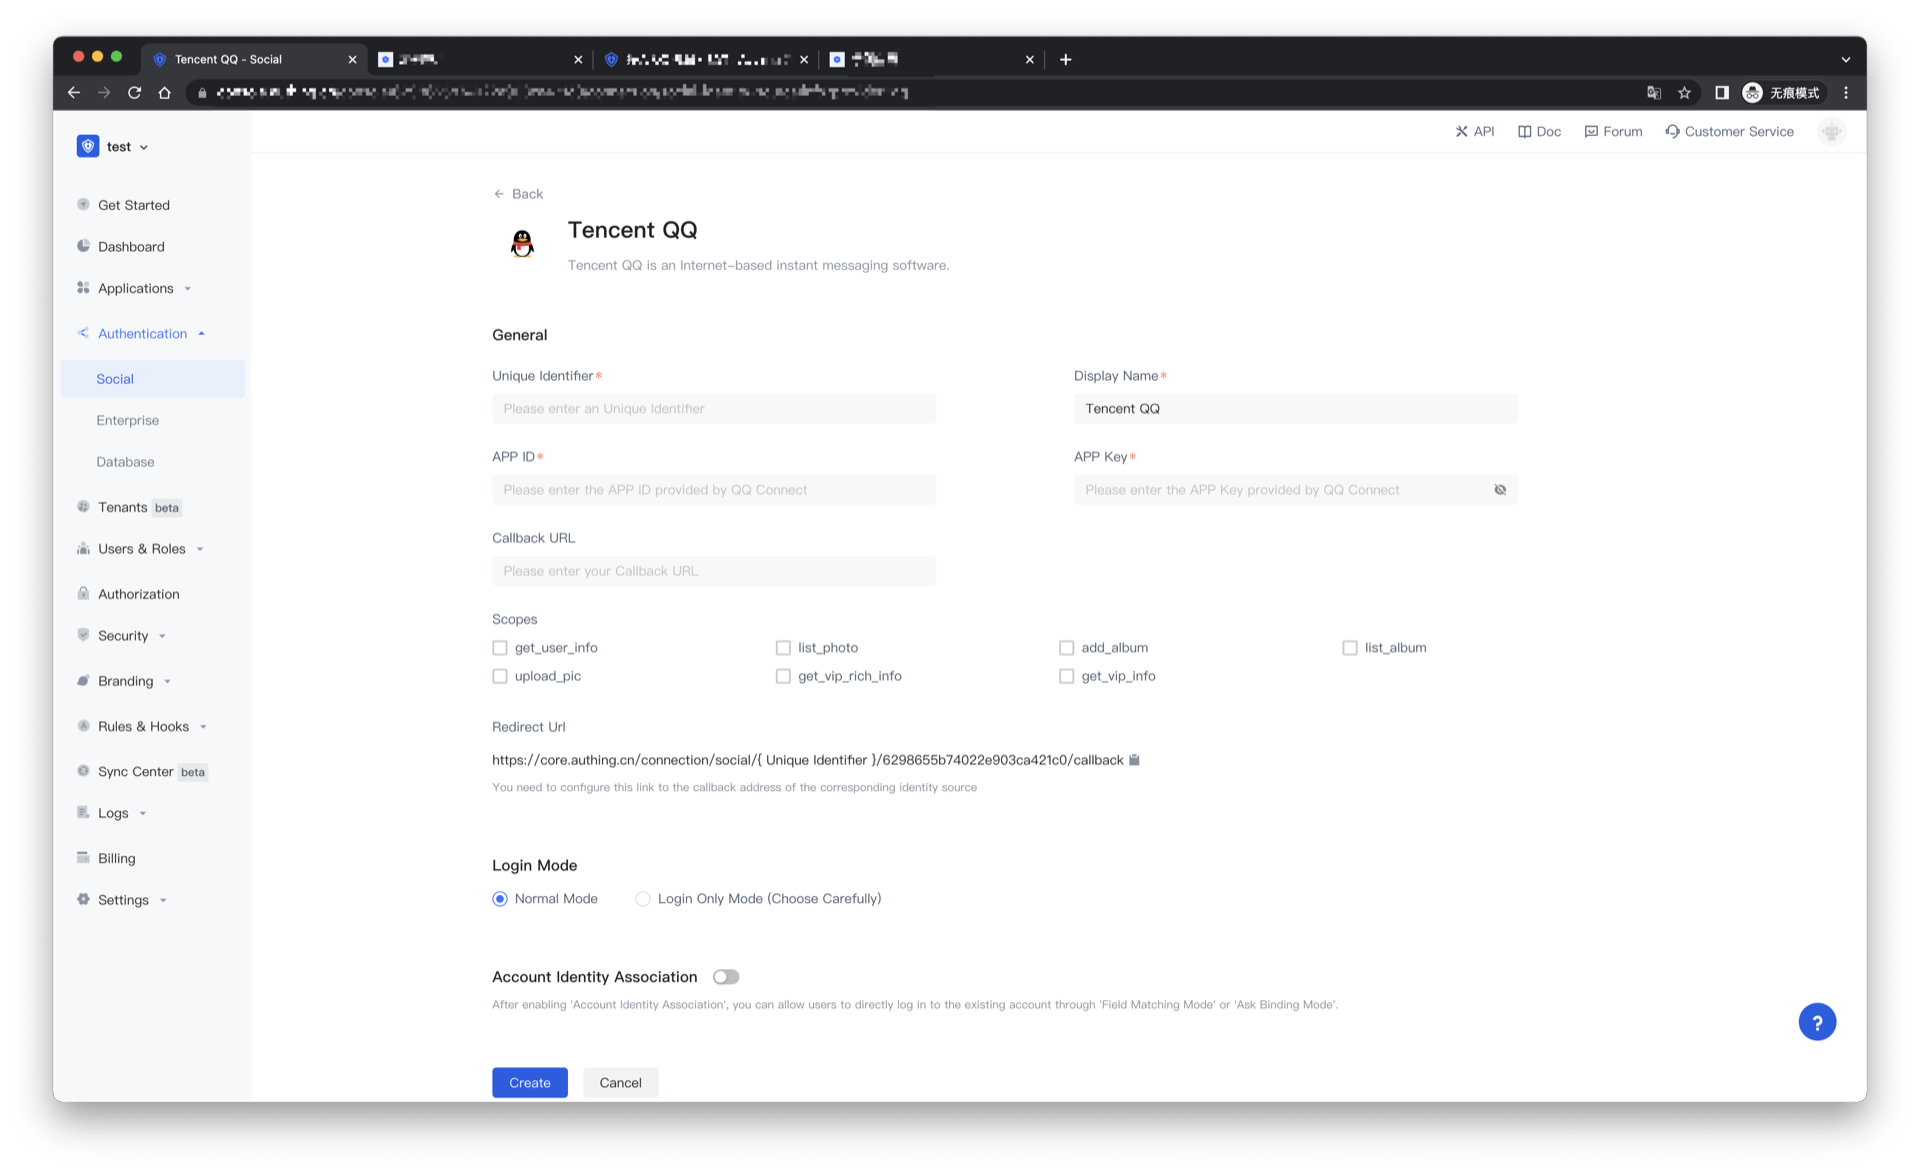 Tencent QQ - Social
无痕模式
test
API
Doc
Forum
Customer Service
Get Started
Dashboard
Applications
Authentication
Social
Enterprise
Database
Tenants beta
Users & Roles
Authorization
Security
Branding
Rules & Hooks
Sync Center beta
Logs
Billing
Settings
Back
Tencent QQ
Tencent QQ is an Internet-based instant messaging software.
General
Unique Identifier*
Please enter an Unique Identifier
Display Name*
Tencent QQ
APP ID*
Please enter the APP ID provided by QQ Connect
APP Key*
Please enter the APP Key provided by QQ Connect
Callback URL
Please enter your Callback URL
Scopes
get_user_info
list_photo
add_album
list_album
upload_pic
get_vip_rich_info
get_vip_info
Redirect Url
https://core.authing.cn/connection/social/{ Unique Identifier }/6298655b74022e903ca421c0/callback
You need to configure this link to the callback address of the corresponding identity source
Login Mode
Normal Mode
Login Only Mode (Choose Carefully)
Account Identity Association
After enabling 'Account Identity Association', you can allow users to directly log in to the existing account through 'Field Matching Mode' or 'Ask Binding Mode'.
Create
Cancel
?